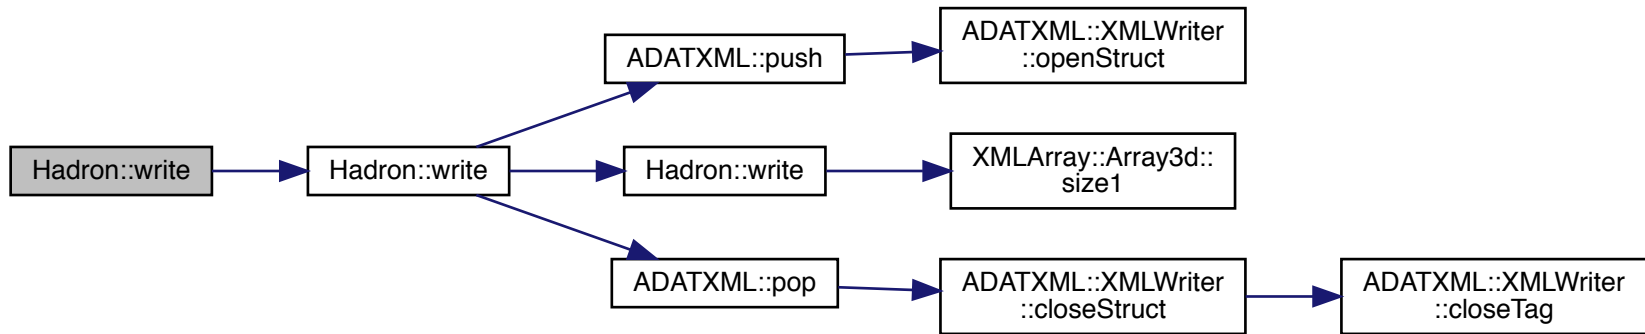 Hadron::write
Hadron::write
ADATXML::push
Hadron::write
ADATXML::pop
ADATXML::XMLWriter
::openStruct
XMLArray::Array3d::
size1
ADATXML::XMLWriter
::closeStruct
ADATXML::XMLWriter
::closeTag